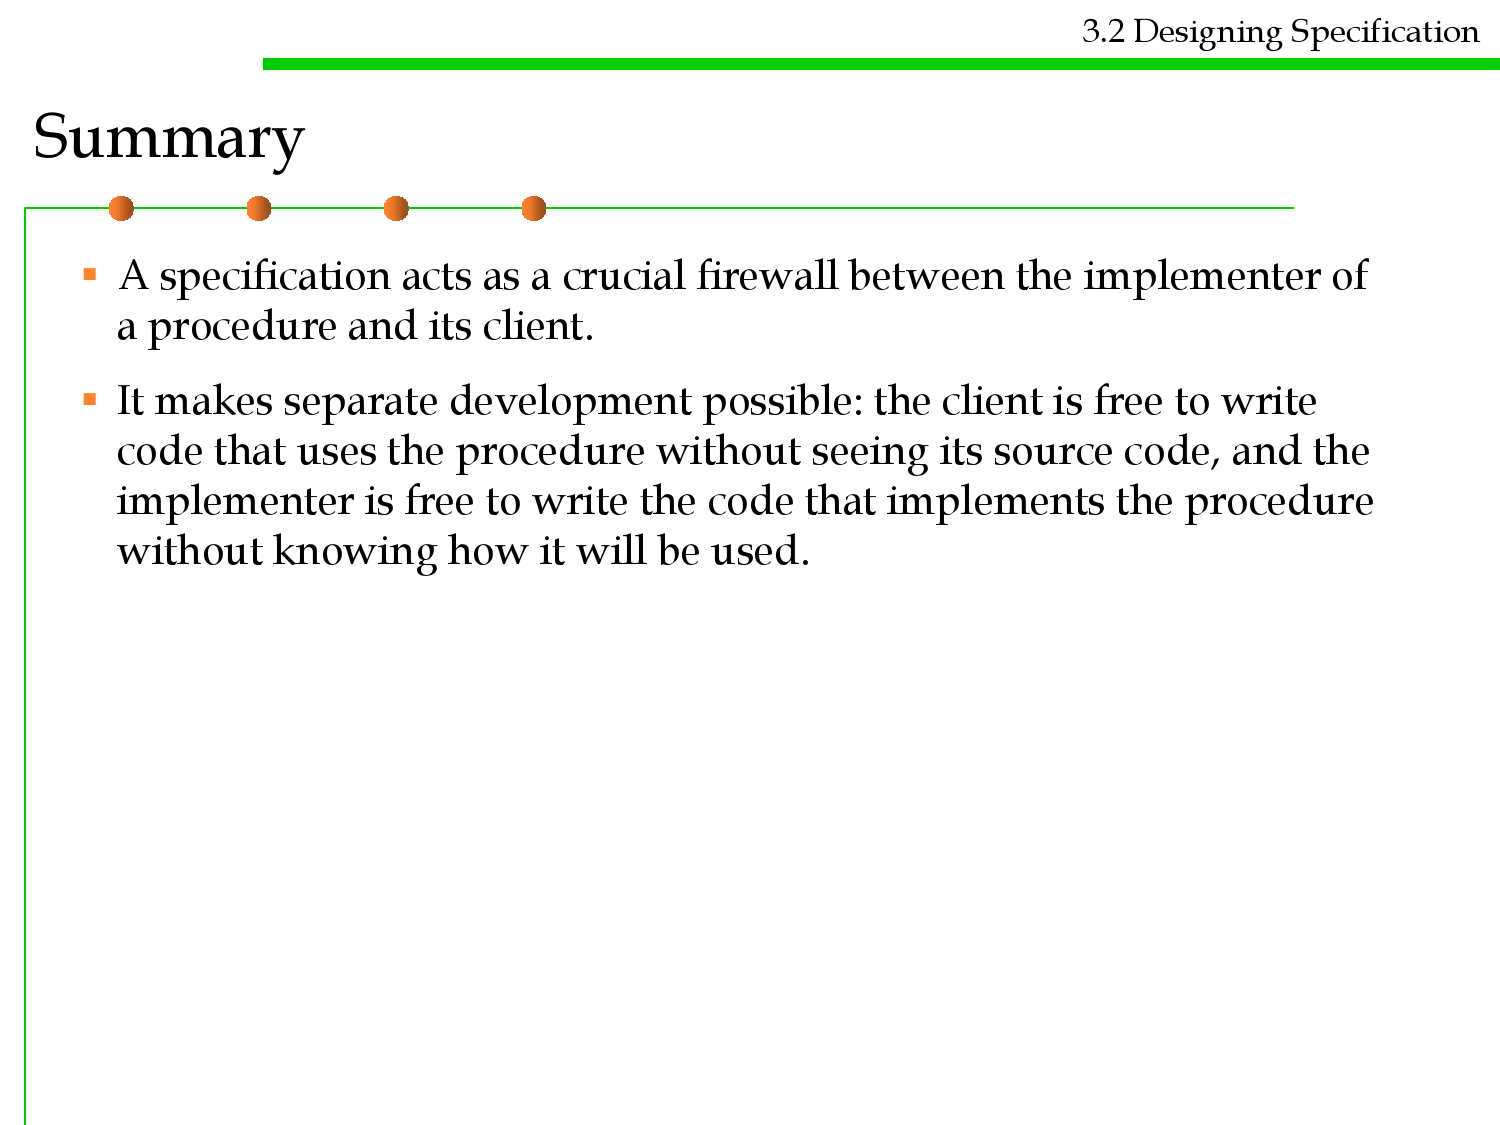 3.2 Designing Specification
Summary
▪ A specification acts as a crucial firewall between the implementer of
a procedure and its client.
▪ It makes separate development possible: the client is free to write
code that uses the procedure without seeing its source code, and the
implementer is free to write the code that implements the procedure
without knowing how it will be used.